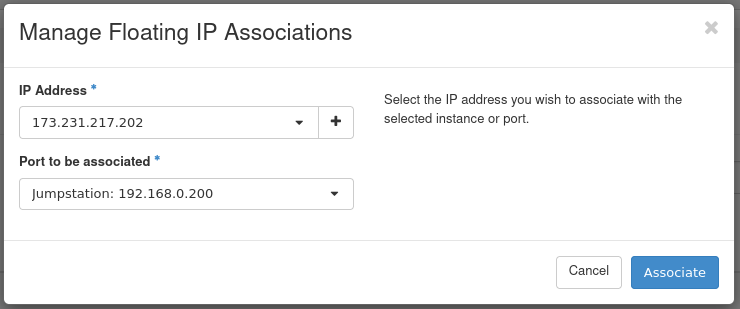 Manage Floating IP Associations
×
IP Address *
173.231.217.202
+
Select the IP address you wish to associate with the
selected instance or port.
Port to be associated *
Jumpstation: 192.168.0.200
Cancel
Associate